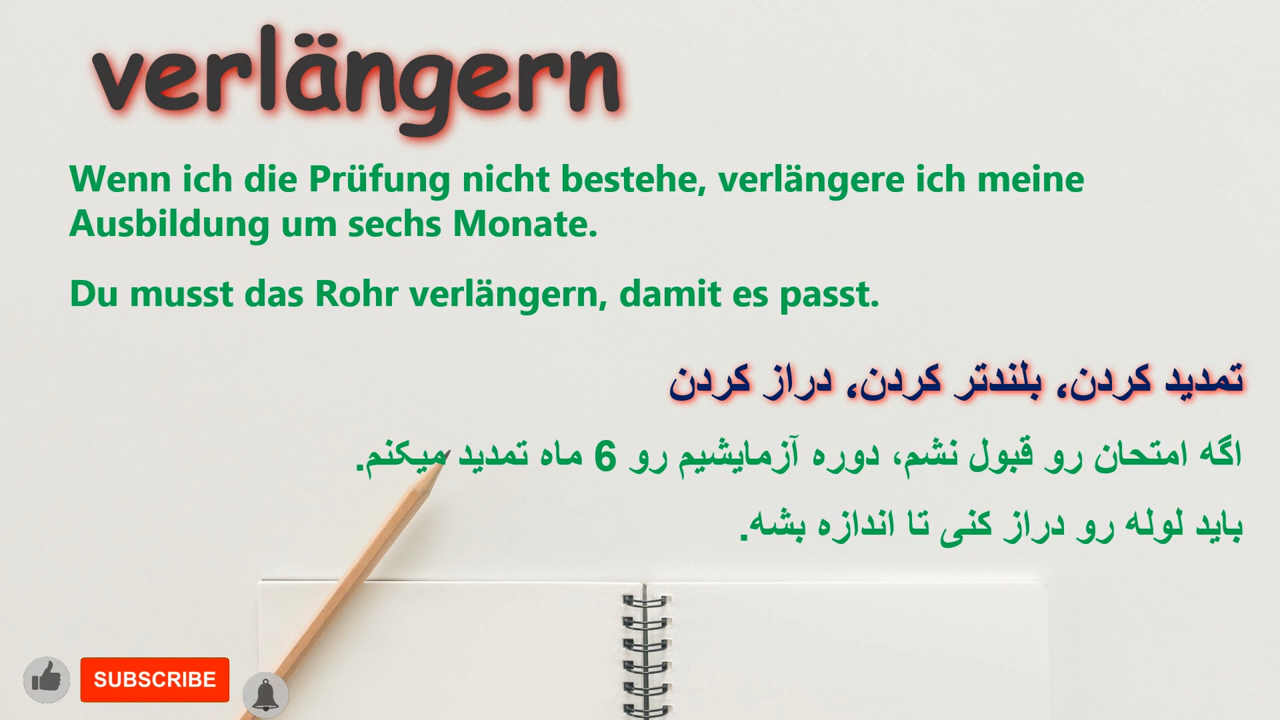 verlängern
Wenn ich die Prüfung nicht bestehe, verlängere ich meine
Ausbildung um sechs Monate.
Du musst das Rohr verlängern, damit es passt.
تمدید کردن، بلندتر کردن، دراز کردن
اگه امتحان رو قبول نشم، دوره آزمایشیم رو 6 ماه تمدید میکنم.
باید لوله رو دراز کنی تا اندازه بشه.
SUBSCRIBE